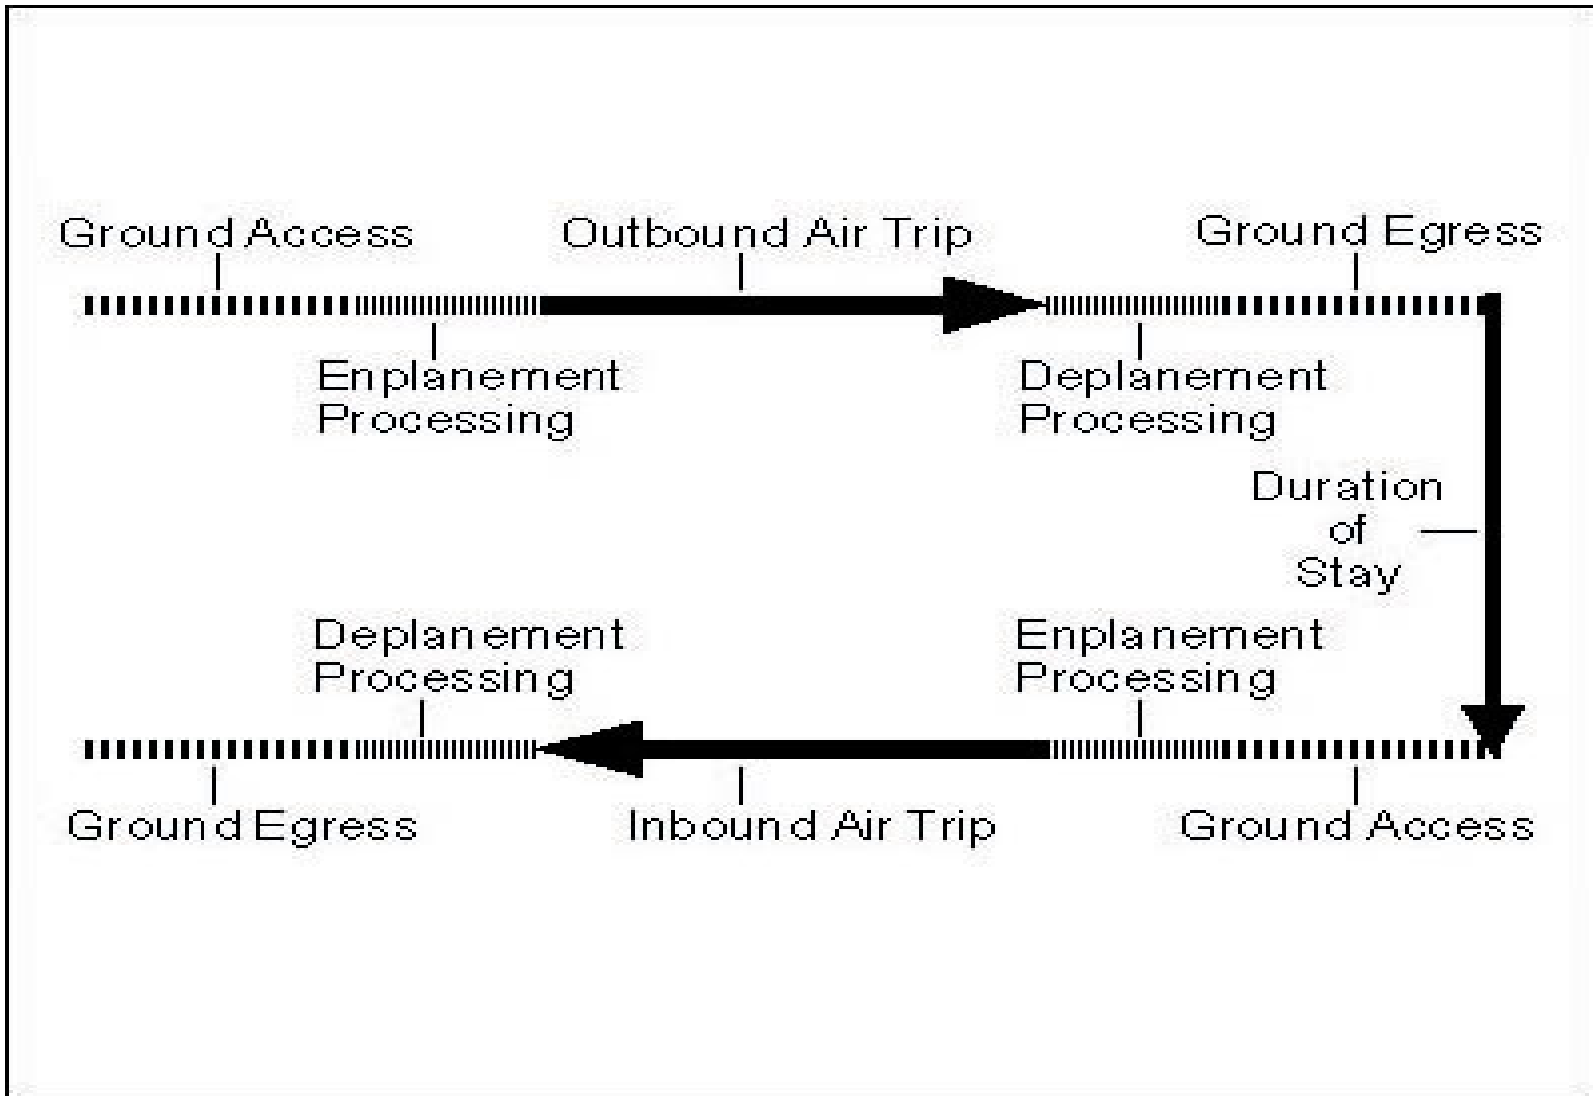 Ground Access
Outbound Air Trip
Ground Egress
Enplanement
Processing
Deplanement
Processing
Duration
of
Stay
Deplanement
Processing
Enplanement
Processing
Ground Egress
Inbound Air Trip
Ground Access